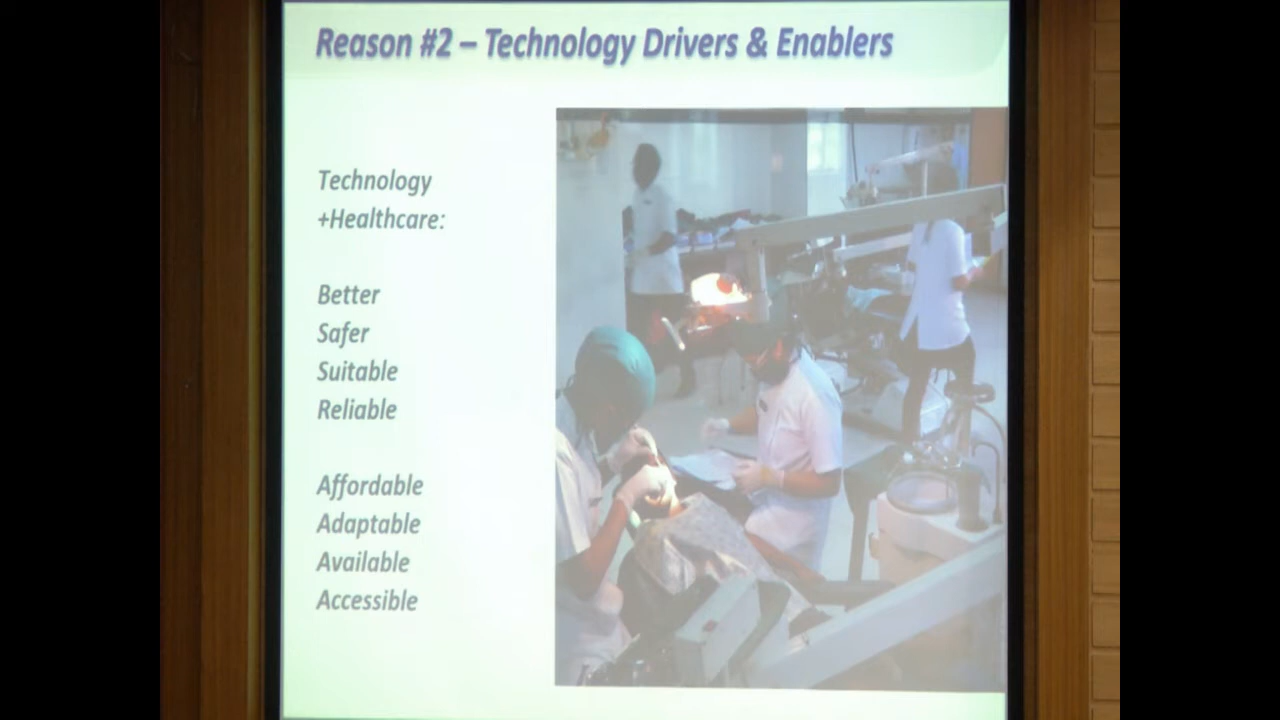 Reason #2 – Technology Drivers & Enablers
Technology
+Healthcare:
Better
Safer
Suitable
Reliable
Affordable
Adaptable
Available
Accessible